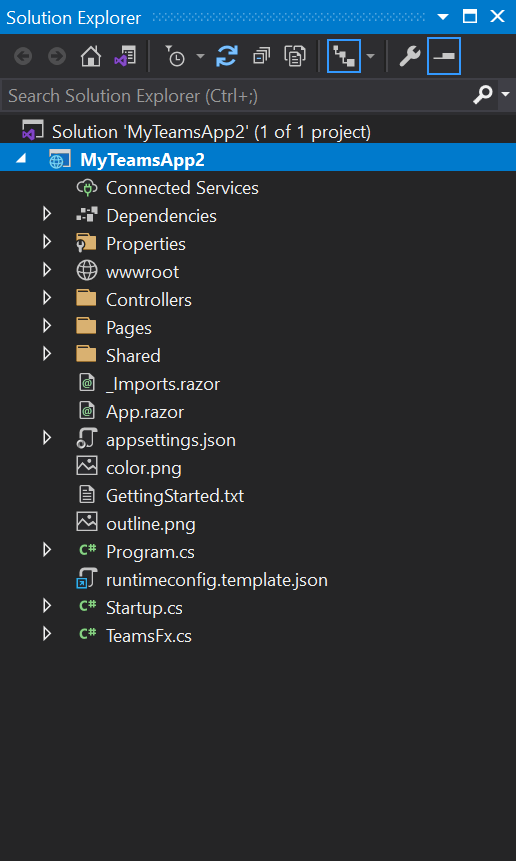 Solution Explorer
Search Solution Explorer (Ctrl+;)
Solution 'MyTeamsApp2' (1 of 1 project)
MyTeamsApp2
Connected Services
Dependencies
Properties
wwwroot
Controllers
Pages
Shared
_Imports.razor
App.razor
appsettings.json
color.png
GettingStarted.txt
outline.png
C# Program.cs
runtimeconfig.template.json
C# Startup.cs
C# TeamsFx.cs